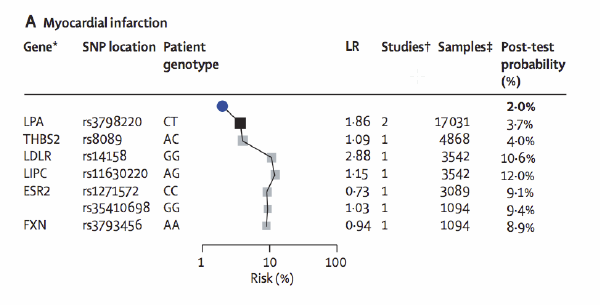 A Myocardial infarction
Gene* SNP location Patient genotype LR Studies† Samples‡ Post-test probability (%)
2·0%
LPA rs3798220 CT 1·86 2 17031 3·7%
THBS2 rs8089 AC 1·09 1 4868 4·0%
LDLR rs14158 GG 2·88 1 3542 10·6%
LIPC rs11630220 AG 1·15 1 3542 12·0%
ESR2 rs1271572 CC 0·73 1 3089 9·1%
rs35410698 GG 1·03 1 1094 9·4%
FXN rs3793456 AA 0·94 1 1094 8·9%
1 10 100
Risk (%)